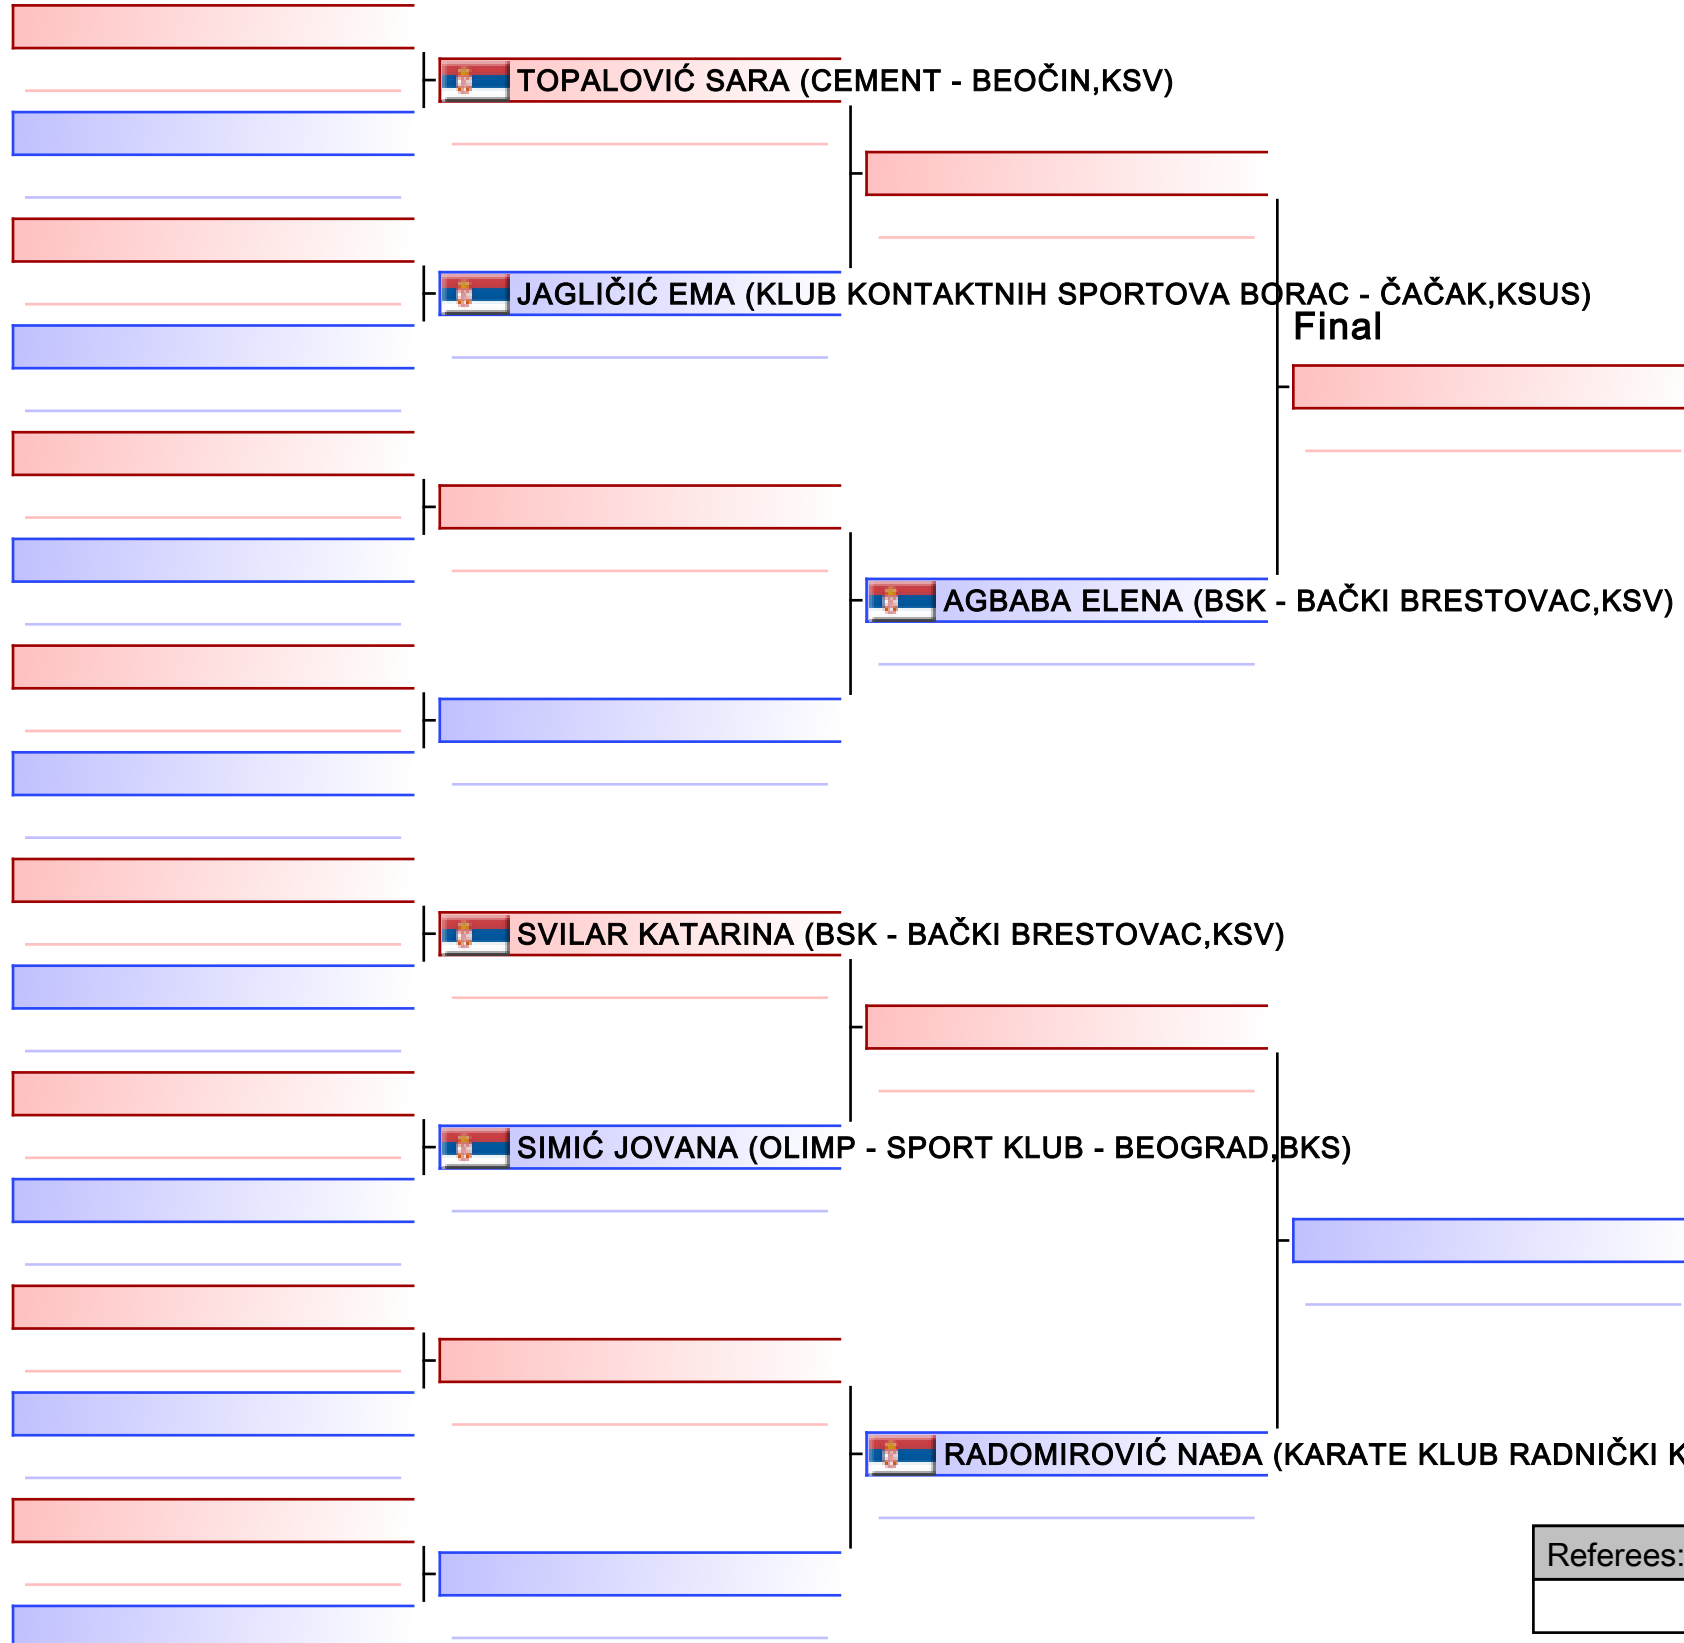 TOPALOVIĆ SARA (CEMENT - BEOČIN,KSV)
JAGLIČIĆ EMA (KLUB KONTAKTNIH SPORTOVA BORAC - ČAČAK,KSUS)
Final
AGBABA ELENA (BSK - BAČKI BRESTOVAC,KSV)
SVILAR KATARINA (BSK - BAČKI BRESTOVAC,KSV)
SIMIĆ JOVANA (OLIMP - SPORT KLUB - BEOGRAD,BKS)
RADOMIROVIĆ NAĐA (KARATE KLUB RADNIČKI
Referees: